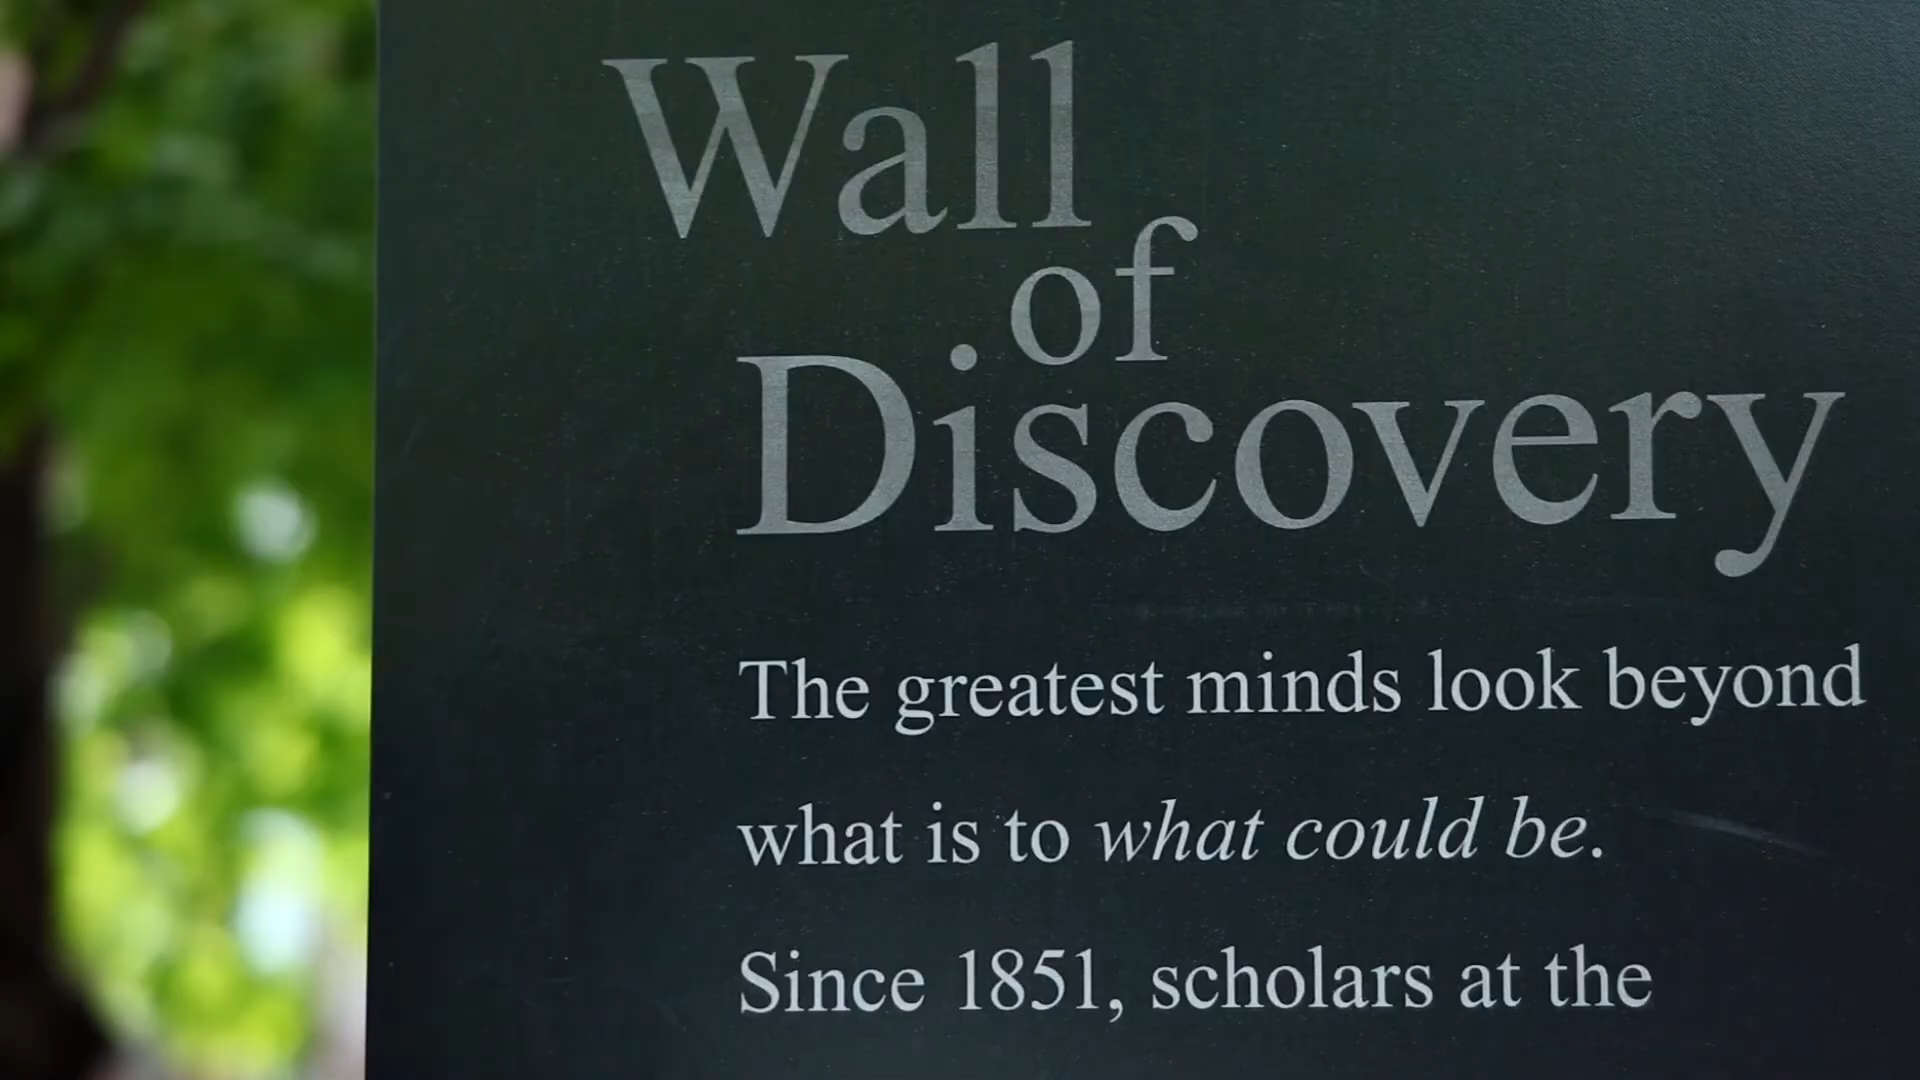 Wall
of
Discovery
The greatest minds look beyond
what is to what could be.
Since 1851, scholars at the